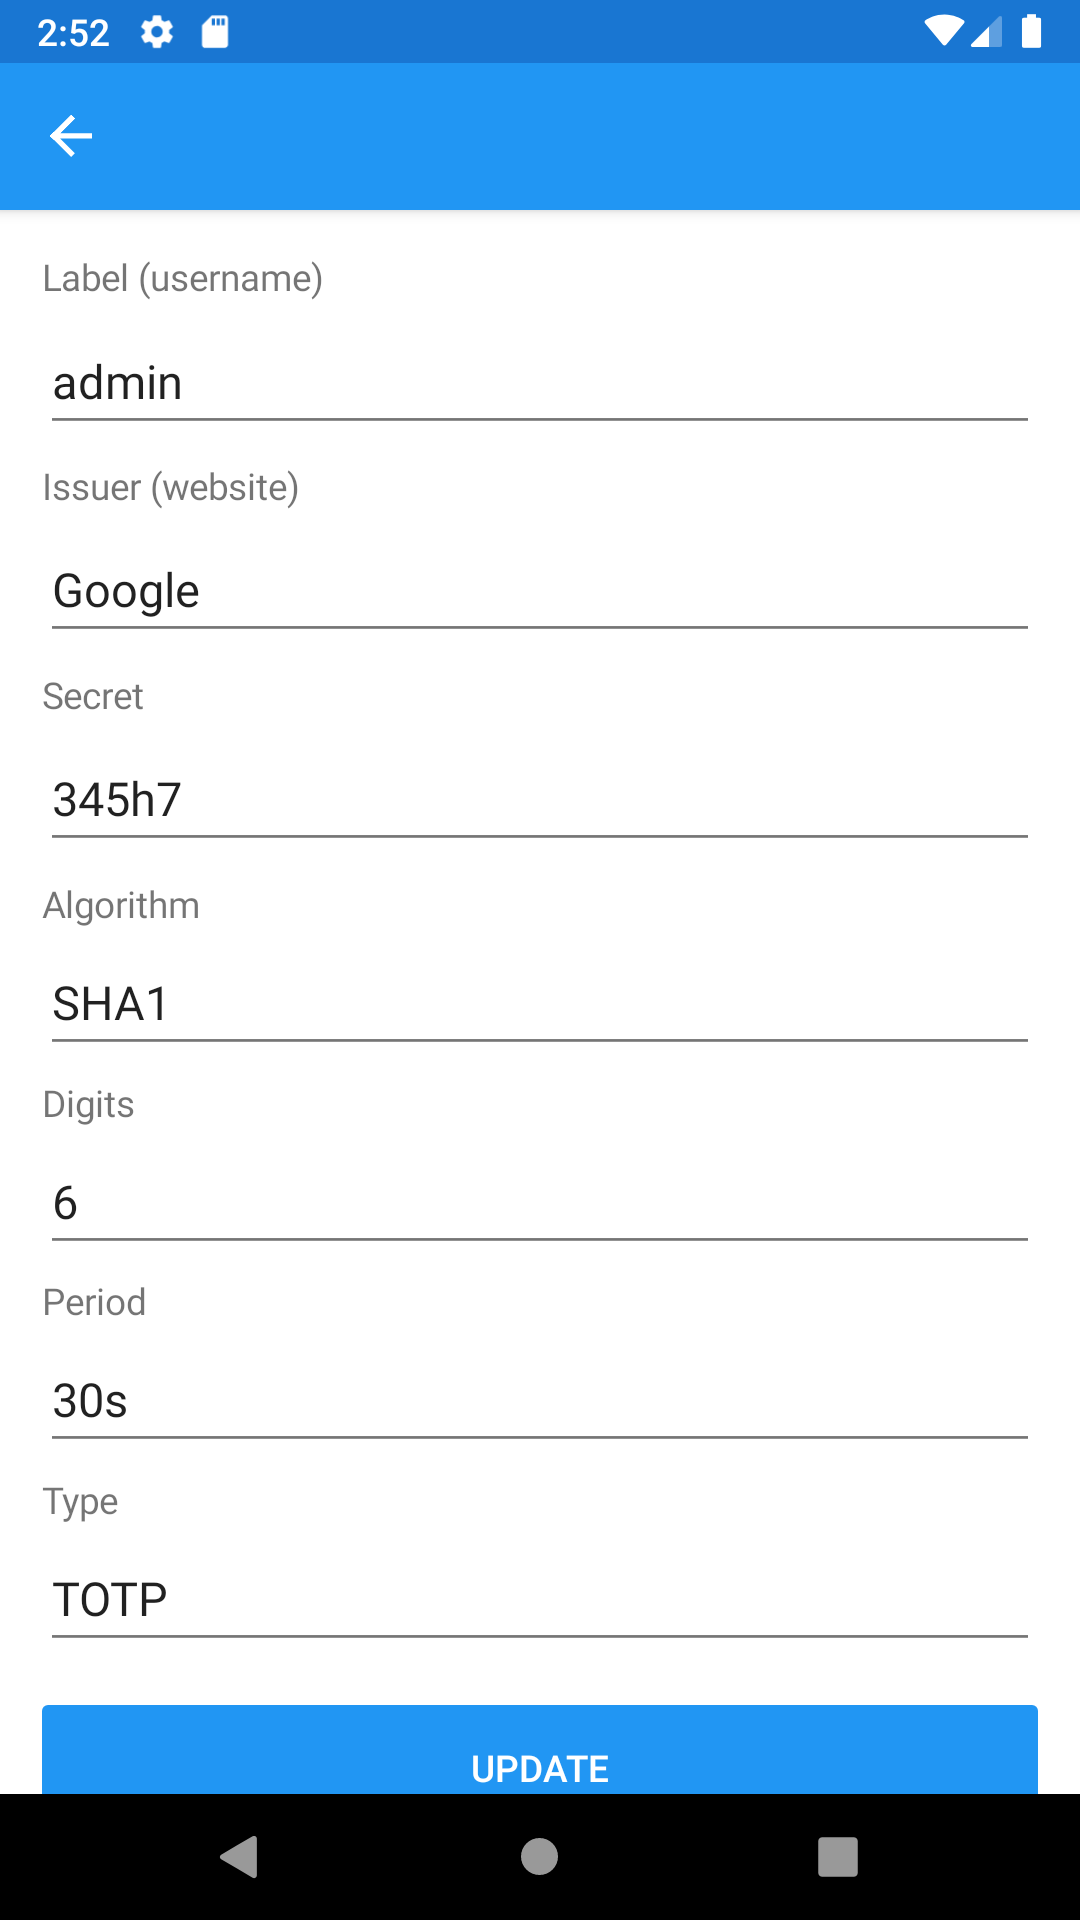 2:52
Label (username)
admin
Issuer (website)
Google
Secret
345h7
Algorithm
SHA1
Digits
6
Period
30s
Type
TOTP
UPDATE